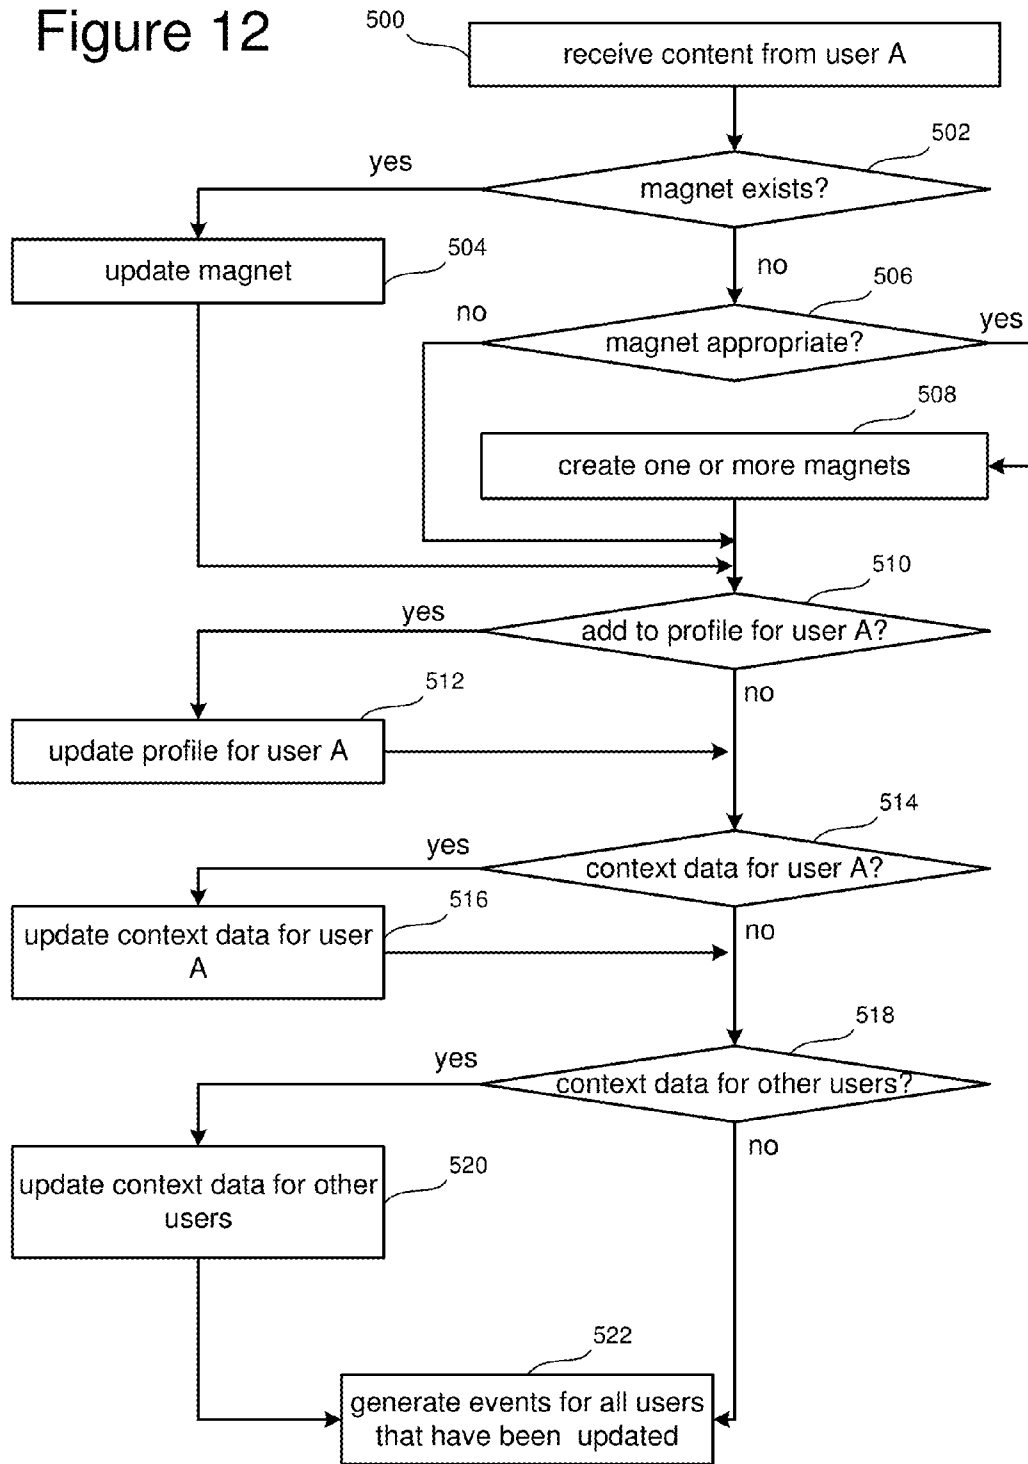 Figure 12
500
receive content from user A
502
yes
magnet exists?
504
update magnet
no
506
no
yes
magnet appropriate?
508
create one or more magnets
510
yes
add to profile for user A?
no
512
update profile for user A
514
yes
context data for user A?
516
update context data for user
A
no
518
yes
context data for other users?
no
520
update context data for other
users
522
generate events for all users
that have been updated